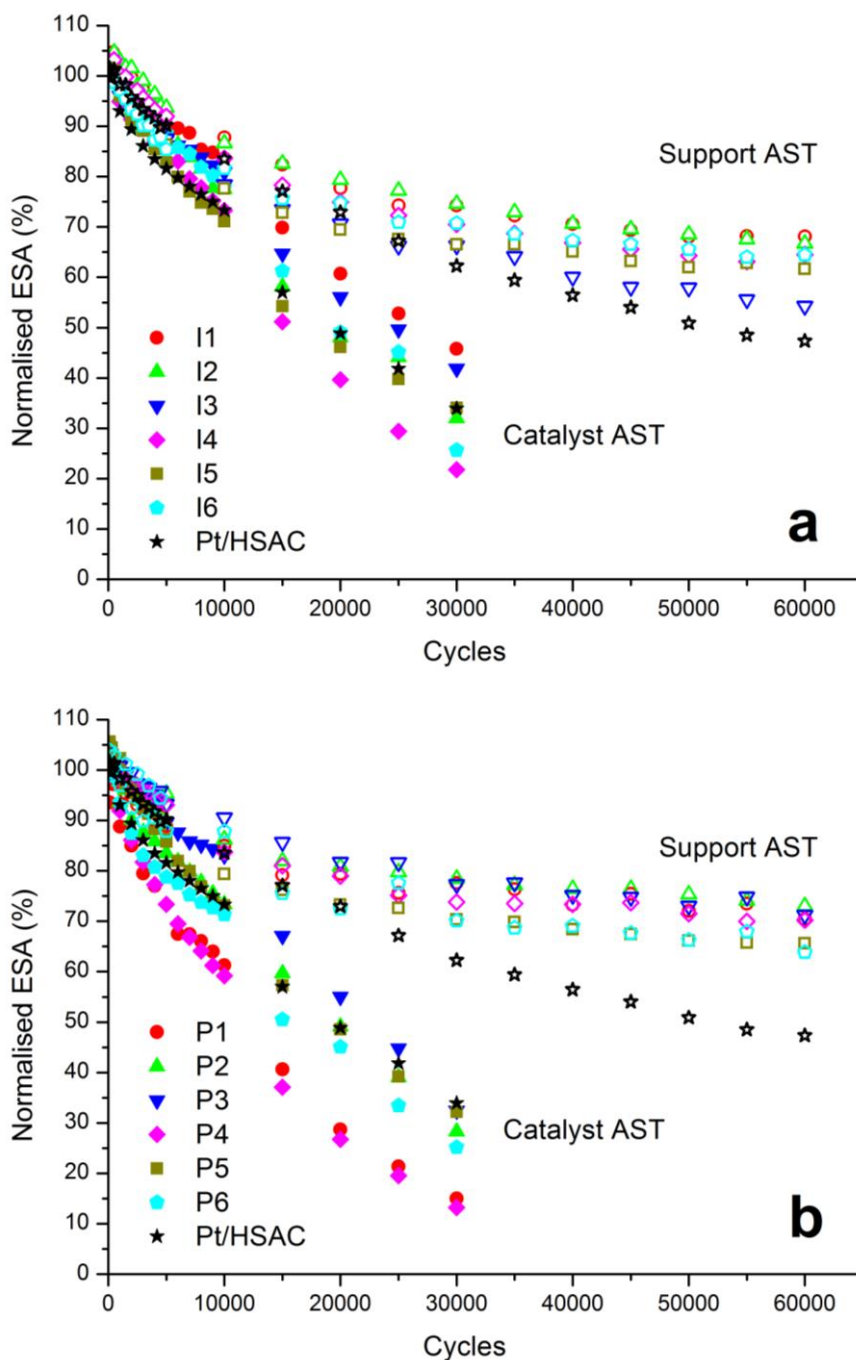 110
100
90
80
70
60
50
40
30
20
10
0
Normalised ESA (%)
Support AST
I1
I2
I3
I4
I5
I6
Pt/HSAC
Catalyst AST
a
0 10000 20000 30000 40000 50000 60000
Cycles
110
100
90
80
70
60
50
40
30
20
10
0
Normalised ESA (%)
Support AST
P1
P2
P3
P4
P5
P6
Pt/HSAC
Catalyst AST
b
0 10000 20000 30000 40000 50000 60000
Cycles